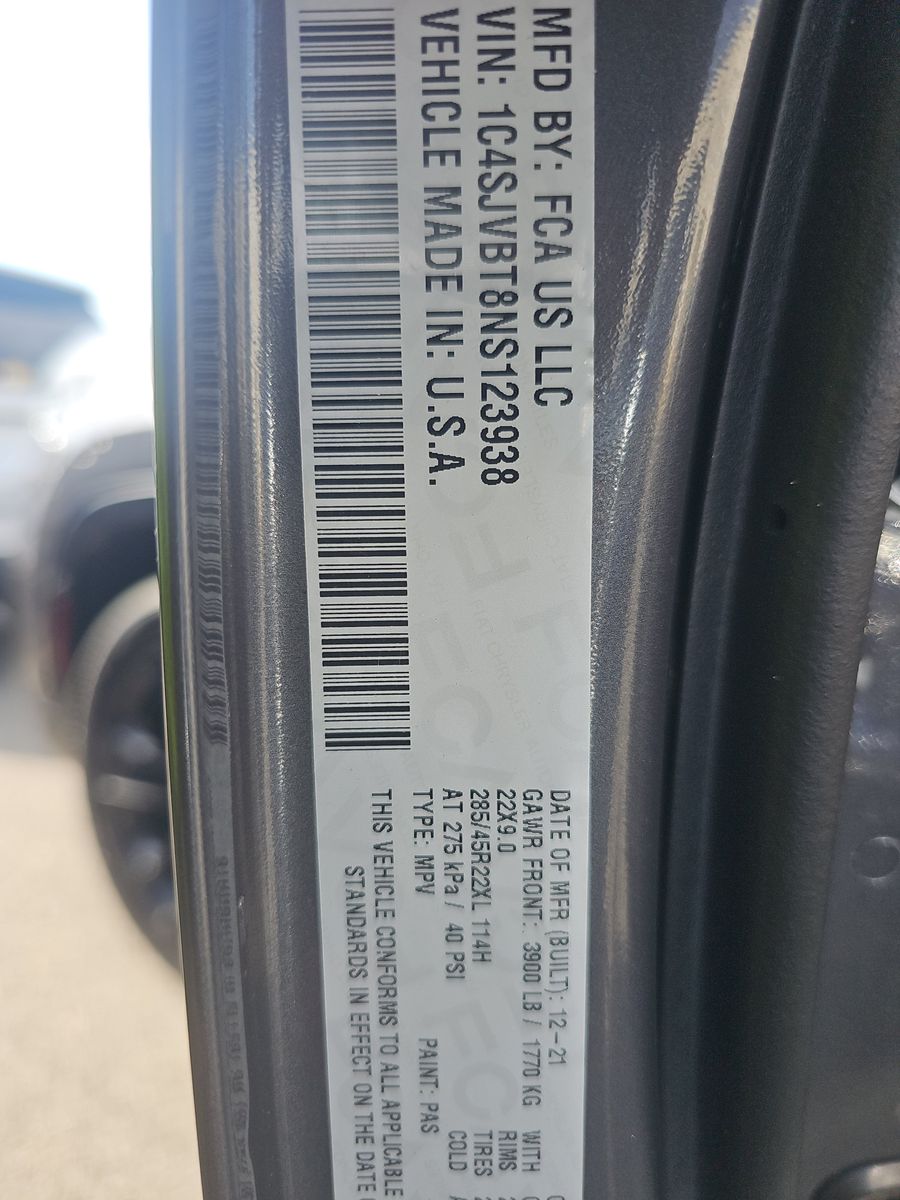 MFD BY: FCA US LLC
VIN: 1C4SJVBT8NS123938
VEHICLE MADE IN: U.S.A.
DATE OF MFR (BUILT): 12-21
GAWR FRONT: 3900 LB / 1770 KG WITH
22X9.0 RIMS
285/45R22XL 114H TIRES
AT 275 kPa / 40 PSI COLD
TYPE: MPV PAINT: PAS
THIS VEHICLE CONFORMS TO ALL APPLICABLE
STANDARDS IN EFFECT ON THE DATE